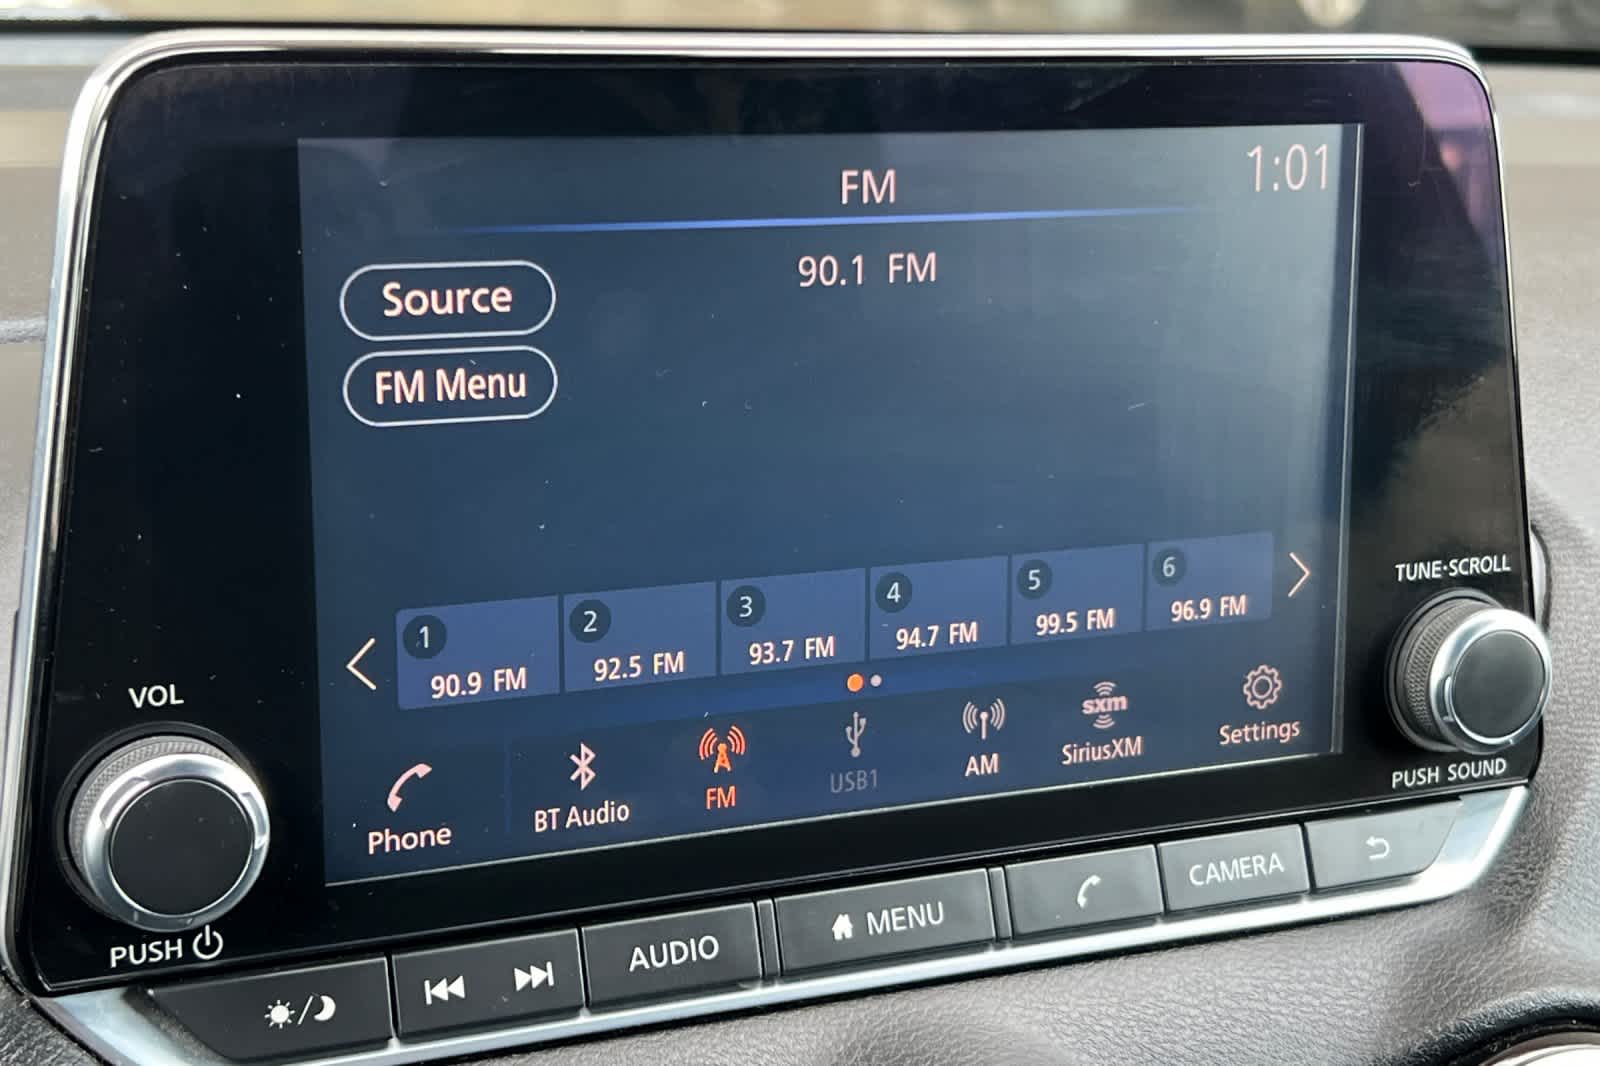 FM
1:01
90.1 FM
Source
FM Menu
1 2 3 4 5 6
90.9 FM 92.5 FM 93.7 FM 94.7 FM 99.5 FM 96.9 FM
Phone BT Audio FM USB1 AM sxm SiriusXM Settings
VOL
PUSH
TUNE·SCROLL
PUSH SOUND
AUDIO MENU CAMERA